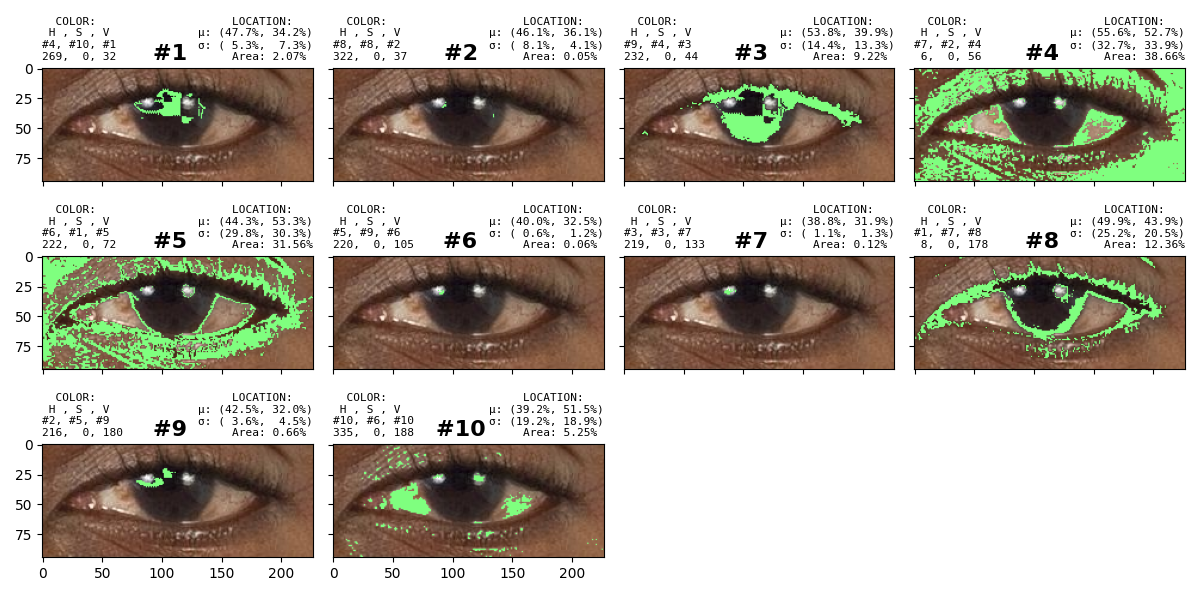 COLOR: LOCATION: COLOR: LOCATION: COLOR: LOCATION: COLOR: LOCATION:
H , S , V μ: (47.7%, 34.2%) H , S , V μ: (46.1%, 36.1%) H , S , V μ: (53.8%, 39.9%) H , S , V μ: (55.6%, 52.7%)
#4, #10, #1 #1 σ: ( 5.3%, 7.3%) #8, #8, #2 #2 σ: ( 8.1%, 4.1%) #9, #4, #3 #3 σ: (14.4%, 13.3%) #7, #2, #4 #4 σ: (32.7%, 33.9%)
269, 0, 32 Area: 2.07% 322, 0, 37 Area: 0.05% 232, 0, 44 Area: 9.22% 6, 0, 56 Area: 38.66%
0
25
50
75
COLOR: LOCATION: COLOR: LOCATION: COLOR: LOCATION: COLOR: LOCATION:
H , S , V μ: (44.3%, 53.3%) H , S , V μ: (40.0%, 32.5%) H , S , V μ: (38.8%, 31.9%) H , S , V μ: (49.9%, 43.9%)
#6, #1, #5 #5 σ: (29.8%, 30.3%) #5, #9, #6 #6 σ: ( 0.6%, 1.2%) #3, #3, #7 #7 σ: ( 1.1%, 1.3%) #1, #7, #8 #8 σ: (25.2%, 20.5%)
222, 0, 72 Area: 31.56% 220, 0, 105 Area: 0.06% 219, 0, 133 Area: 0.12% 8, 0, 178 Area: 12.36%
0
25
50
75
COLOR: LOCATION: COLOR: LOCATION:
H , S , V μ: (42.5%, 32.0%) H , S , V μ: (39.2%, 51.5%)
#2, #5, #9 #9 σ: ( 3.6%, 4.5%) #10, #6, #10 #10 σ: (19.2%, 18.9%)
216, 0, 180 Area: 0.66% 335, 0, 188 Area: 5.25%
0
25
50
75
0 50 100 150 200 0 50 100 150 200